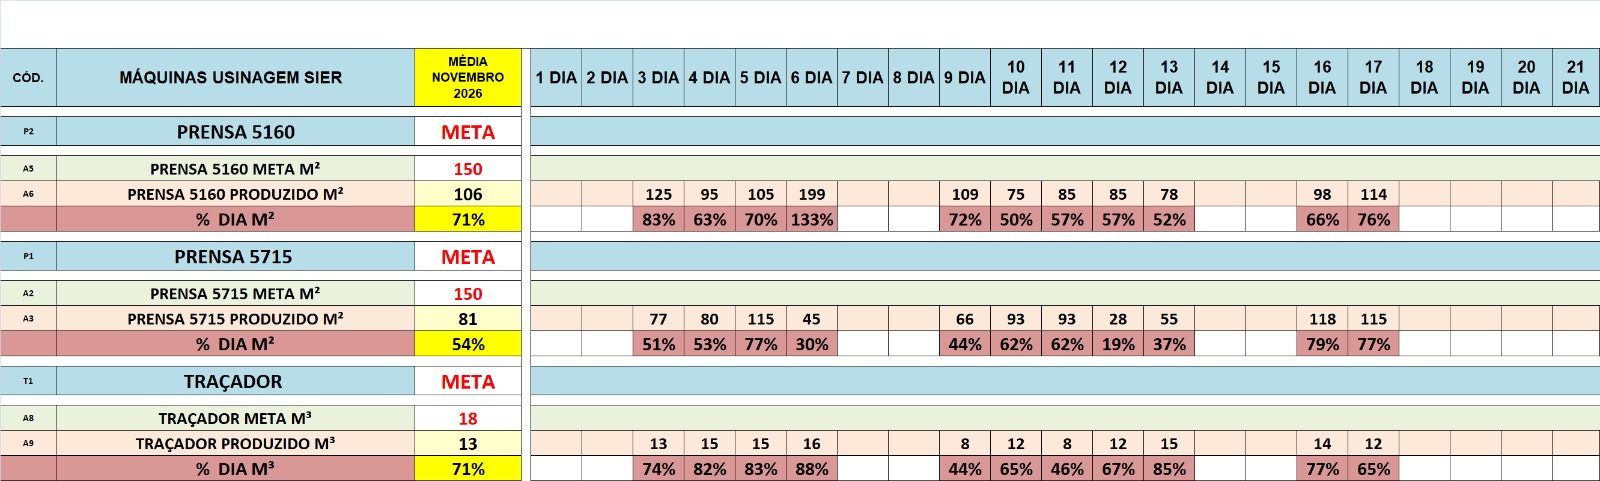 CÓD. MÁQUINAS USINAGEM SIER MÉDIA NOVEMBRO 2026 1 DIA 2 DIA 3 DIA 4 DIA 5 DIA 6 DIA 7 DIA 8 DIA 9 DIA 10 DIA 11 DIA 12 DIA 13 DIA 14 DIA 15 DIA 16 DIA 17 DIA 18 DIA 19 DIA 20 DIA 21 DIA
P2 PRENSA 5160 META
A5 PRENSA 5160 META M² 150
A6 PRENSA 5160 PRODUZIDO M² 106 125 95 105 199 109 75 85 85 78 98 114
% DIA M² 71% 83% 63% 70% 133% 72% 50% 57% 57% 52% 66% 76%
P1 PRENSA 5715 META
A2 PRENSA 5715 META M² 150
A3 PRENSA 5715 PRODUZIDO M² 81 77 80 115 45 66 93 93 28 55 118 115
% DIA M² 54% 51% 53% 77% 30% 44% 62% 62% 19% 37% 79% 77%
T1 TRAÇADOR META
A8 TRAÇADOR META M³ 18
A9 TRAÇADOR PRODUZIDO M³ 13 13 15 15 16 8 12 8 12 15 14 12
% DIA M³ 71% 74% 82% 83% 88% 44% 65% 46% 67% 85% 77% 65%